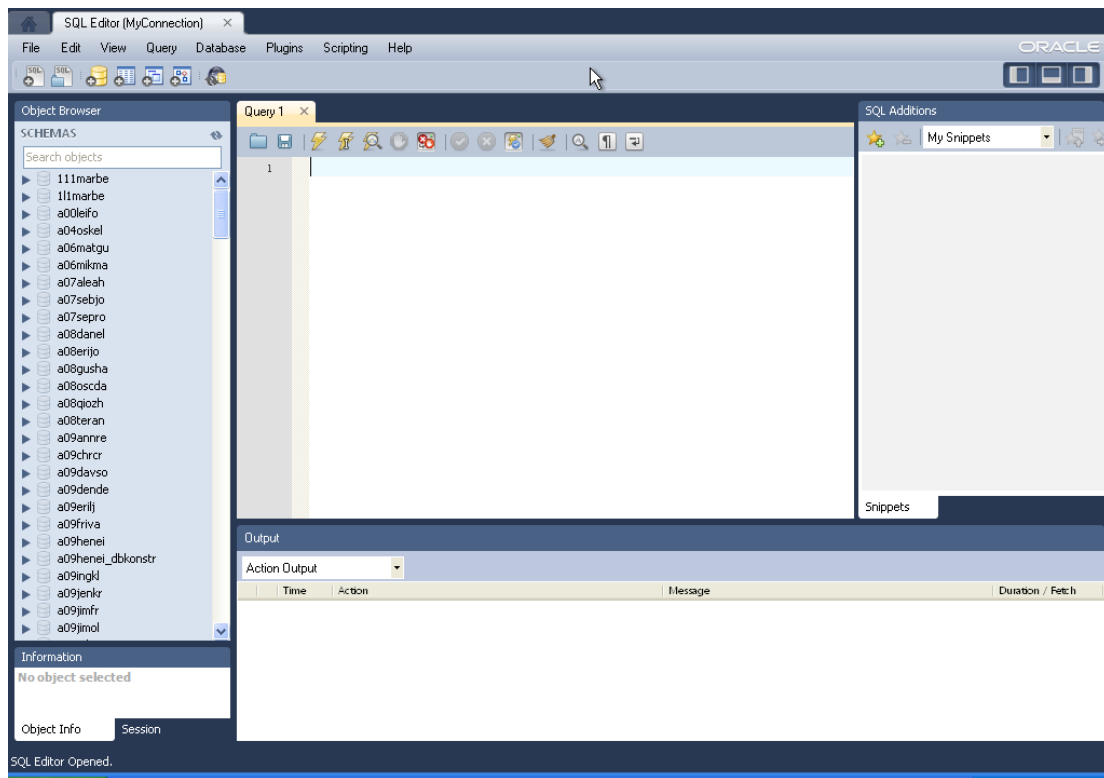 SQL Editor (MyConnection)
File Edit View Query Database Plugins Scripting Help
ORACLE
SQL SQL
Object Browser
SCHEMAS
Search objects
111marbe
1l1marbe
a00leifo
a04oskel
a06matgu
a06mikma
a07aleah
a07sebjo
a07sepro
a08danel
a08erijo
a08gusha
a08oscda
a08qiozh
a08teran
a09annre
a09chrcr
a09davso
a09dende
a09erilj
a09friva
a09henei
a09henei_dbkonstr
a09ingkl
a09jenkr
a09jimfr
a09jimol
Information
No object selected
Object Info Session
Query 1
1
SQL Additions
My Snippets
Snippets
Output
Action Output
Time Action Message Duration / Fetch
SQL Editor Opened.